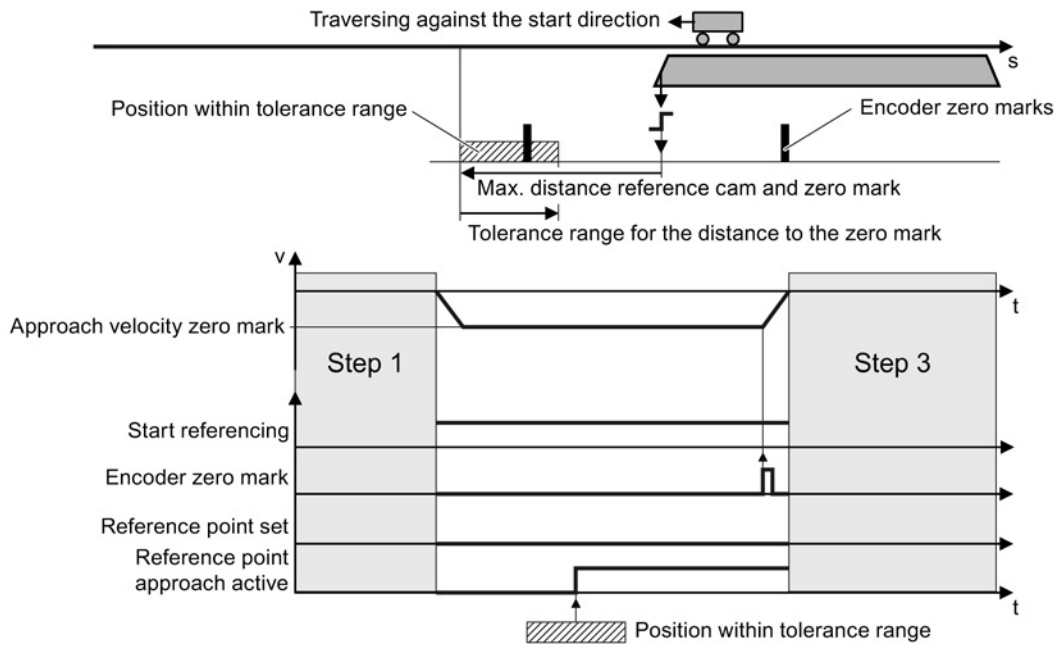 Traversing against the start direction
s
Position within tolerance range
Encoder zero marks
Max. distance reference cam and zero mark
Tolerance range for the distance to the zero mark
v
t
Approach velocity zero mark
Step 1
Step 3
Start referencing
Encoder zero mark
Reference point set
Reference point
approach active
t
Position within tolerance range